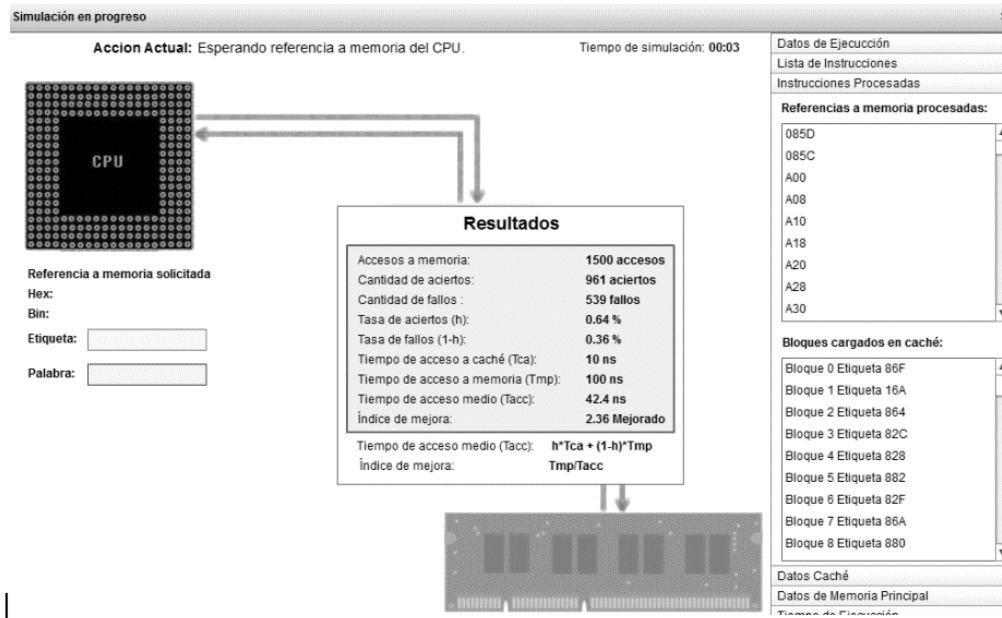 Simulación en progreso
Accion Actual: Esperando referencia a memoria del CPU.
Tiempo de simulación: 00:03
CPU
Referencia a memoria solicitada
Hex:
Bin:
Etiqueta:
Palabra:
Resultados
Accesos a memoria: 1500 accesos
Cantidad de aciertos: 961 aciertos
Cantidad de fallos : 539 fallos
Tasa de aciertos (h): 0.64 %
Tasa de fallos (1-h): 0.36 %
Tiempo de acceso a caché (Tca): 10 ns
Tiempo de acceso a memoria (Tmp): 100 ns
Tiempo de acceso medio (Tacc): 42.4 ns
Índice de mejora: 2.36 Mejorado
Tiempo de acceso medio (Tacc): h*Tca + (1-h)*Tmp
Índice de mejora: Tmp/Tacc
Datos de Ejecución
Lista de Instrucciones
Instrucciones Procesadas
Referencias a memoria procesadas:
085D
085C
A00
A08
A10
A18
A20
A28
A30
Bloques cargados en caché:
Bloque 0 Etiqueta 86F
Bloque 1 Etiqueta 16A
Bloque 2 Etiqueta 864
Bloque 3 Etiqueta 82C
Bloque 4 Etiqueta 828
Bloque 5 Etiqueta 882
Bloque 6 Etiqueta 82F
Bloque 7 Etiqueta 86A
Bloque 8 Etiqueta 880
Datos Caché
Datos de Memoria Principal
Tiempo de Ejecución